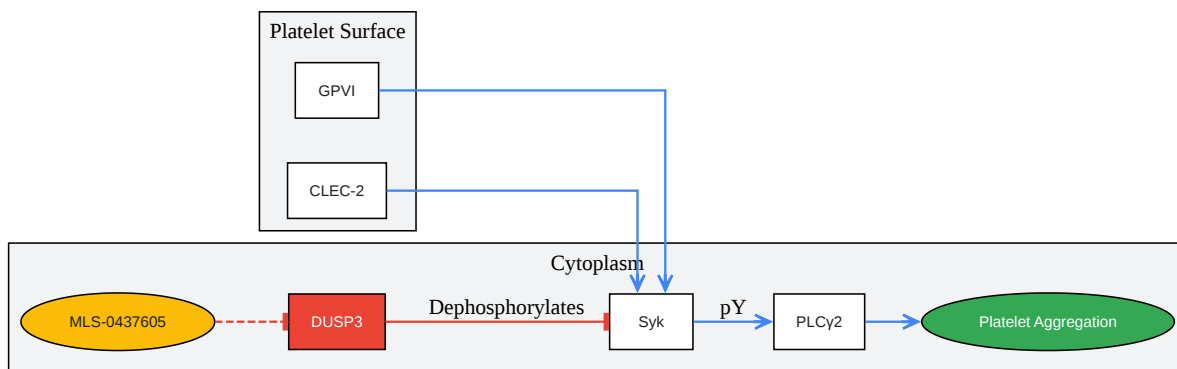 Platelet Surface
GPVI
CLEC-2
Cytoplasm
MLS-0437605
DUSP3
Dephosphorylates
Syk
pY
PLCγ2
Platelet Aggregation